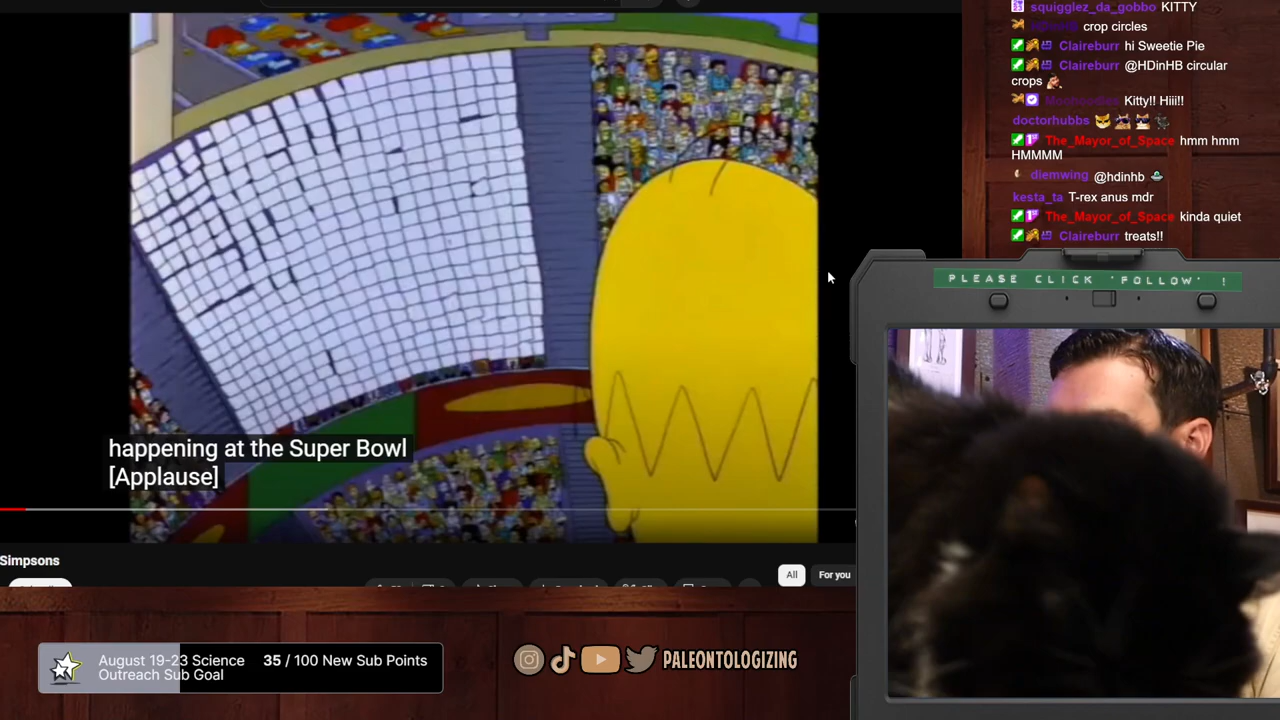 squigglez_da_gobbo KITTY
crop circles
Claireburr hi Sweetie Pie
Claireburr @HDinHB circular
crops
Kitty!! Hiii!!
doctorhubbs
The_Mayor_of_Space hmm hmm
HMMMM
diemwing @hdinhb
kesta_ta T-rex anus mdr
The_Mayor_of_Space kinda quiet
Claireburr treats!!
PLEASE CLICK 'FOLLOW' !
happening at the Super Bowl
[Applause]
Simpsons
All
For you
August 19-23 Science
Outreach Sub Goal
35 / 100 New Sub Points
PALEONTOLOGIZING